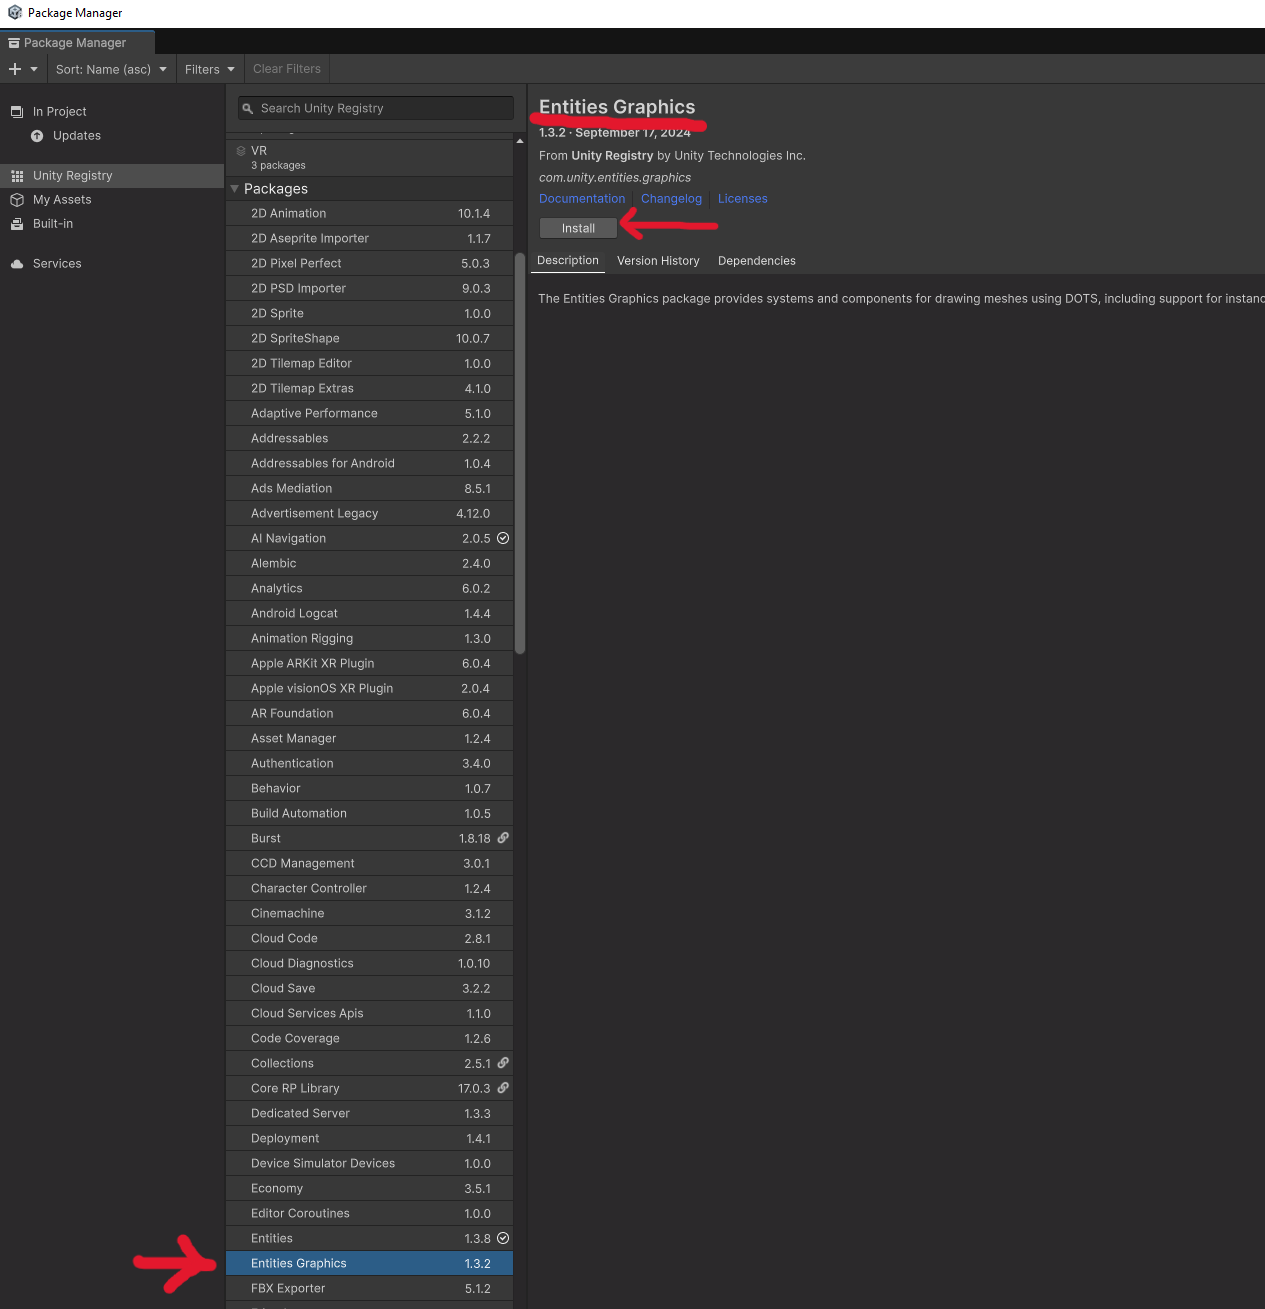 Package Manager
Package Manager
Sort: Name (asc)
Filters
Clear Filters
In Project
Updates
Unity Registry
My Assets
Built-in
Services
Search Unity Registry
VR
3 packages
Packages
2D Animation 10.1.4
2D Aseprite Importer 1.1.7
2D Pixel Perfect 5.0.3
2D PSD Importer 9.0.3
2D Sprite 1.0.0
2D SpriteShape 10.0.7
2D Tilemap Editor 1.0.0
2D Tilemap Extras 4.1.0
Adaptive Performance 5.1.0
Addressables 2.2.2
Addressables for Android 1.0.4
Ads Mediation 8.5.1
Advertisement Legacy 4.12.0
AI Navigation 2.0.5
Alembic 2.4.0
Analytics 6.0.2
Android Logcat 1.4.4
Animation Rigging 1.3.0
Apple ARKit XR Plugin 6.0.4
Apple visionOS XR Plugin 2.0.4
AR Foundation 6.0.4
Asset Manager 1.2.4
Authentication 3.4.0
Behavior 1.0.7
Build Automation 1.0.5
Burst 1.8.18
CCD Management 3.0.1
Character Controller 1.2.4
Cinemachine 3.1.2
Cloud Code 2.8.1
Cloud Diagnostics 1.0.10
Cloud Save 3.2.2
Cloud Services Apis 1.1.0
Code Coverage 1.2.6
Collections 2.5.1
Core RP Library 17.0.3
Dedicated Server 1.3.3
Deployment 1.4.1
Device Simulator Devices 1.0.0
Economy 3.5.1
Editor Coroutines 1.0.0
Entities 1.3.8
Entities Graphics 1.3.2
FBX Exporter 5.1.2
Entities Graphics
1.3.2 · September 17, 2024
From Unity Registry by Unity Technologies Inc.
com.unity.entities.graphics
Documentation Changelog Licenses
Install
Description Version History Dependencies
The Entities Graphics package provides systems and components for drawing meshes using DOTS, including support for instanc